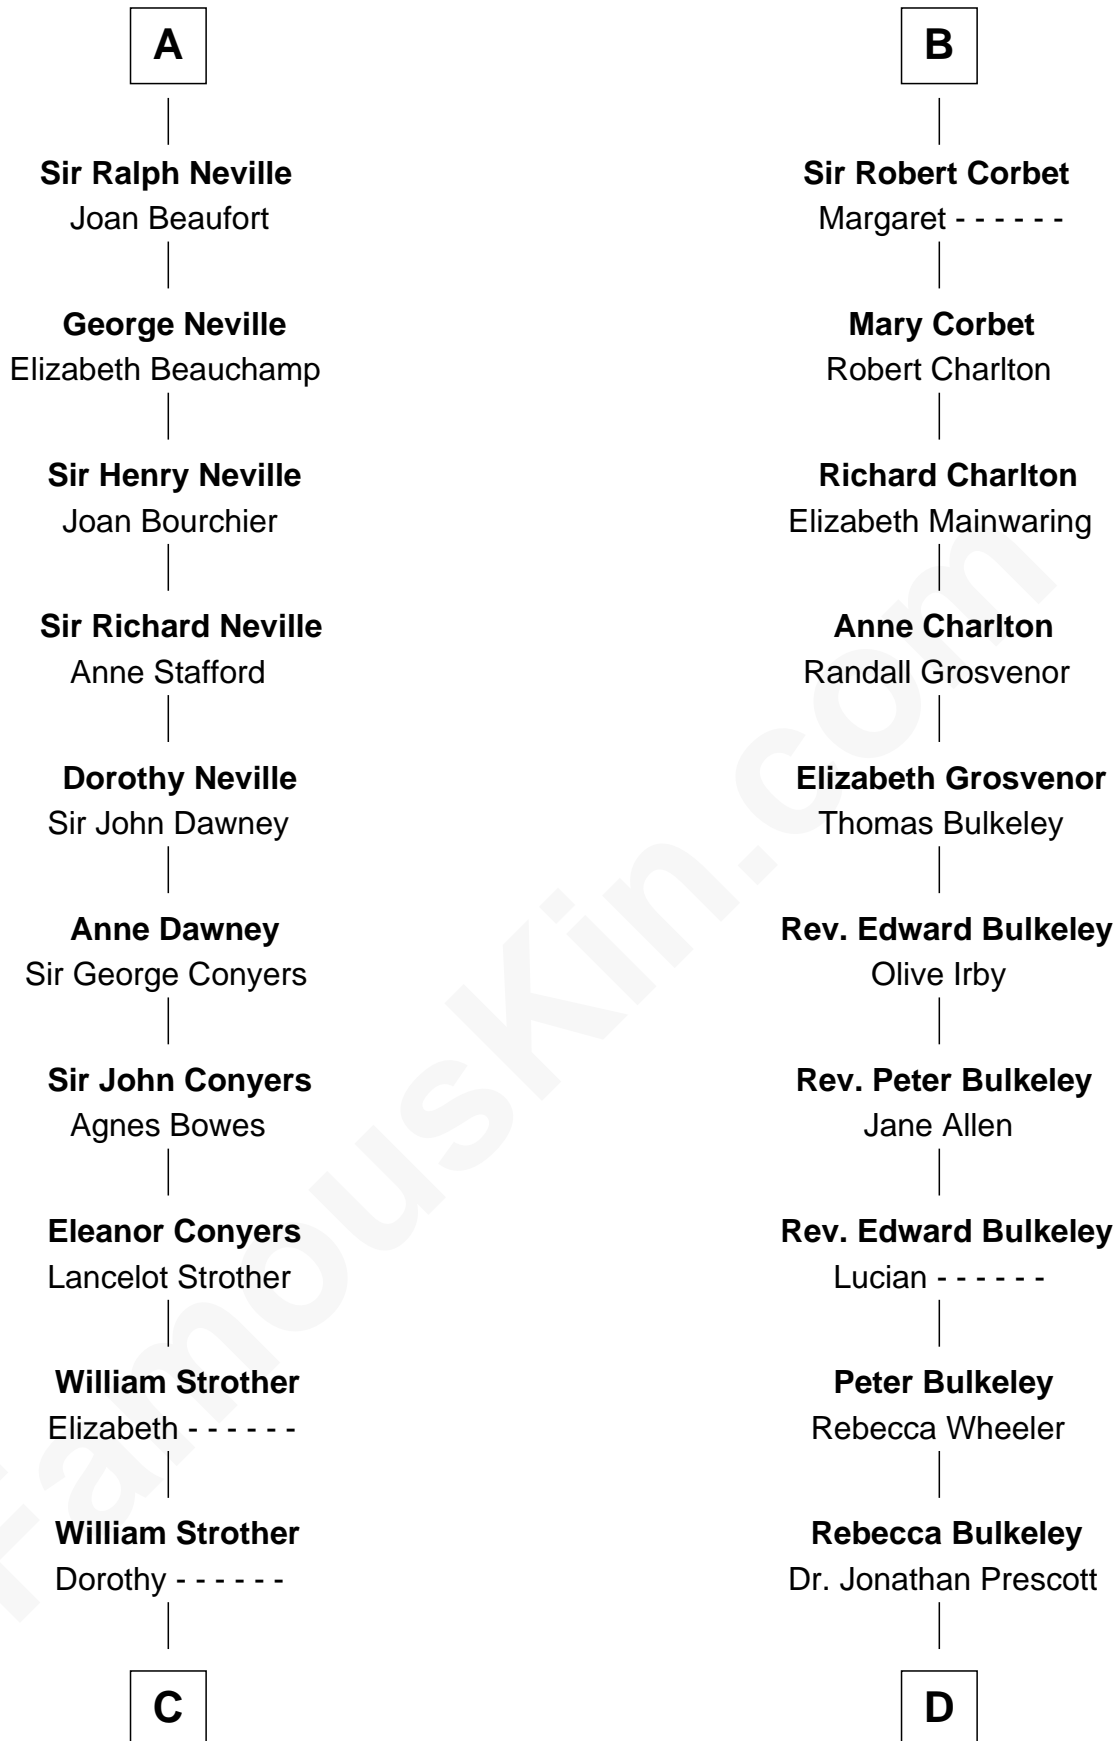 A
Sir Ralph Neville
Joan Beaufort
George Neville
Elizabeth Beauchamp
Sir Henry Neville
Joan Bourchier
Sir Richard Neville
Anne Stafford
Dorothy Neville
Sir John Dawney
Anne Dawney
Sir George Conyers
Sir John Conyers
Agnes Bowes
Eleanor Conyers
Lancelot Strother
William Strother
Elizabeth - - - - - -
William Strother
Dorothy - - - - - -
C
B
Sir Robert Corbet
Margaret - - - - - -
Mary Corbet
Robert Charlton
Richard Charlton
Elizabeth Mainwaring
Anne Charlton
Randall Grosvenor
Elizabeth Grosvenor
Thomas Bulkeley
Rev. Edward Bulkeley
Olive Irby
Rev. Peter Bulkeley
Jane Allen
Rev. Edward Bulkeley
Lucian - - - - - -
Peter Bulkeley
Rebecca Wheeler
Rebecca Bulkeley
Dr. Jonathan Prescott
D
FamousKin.com